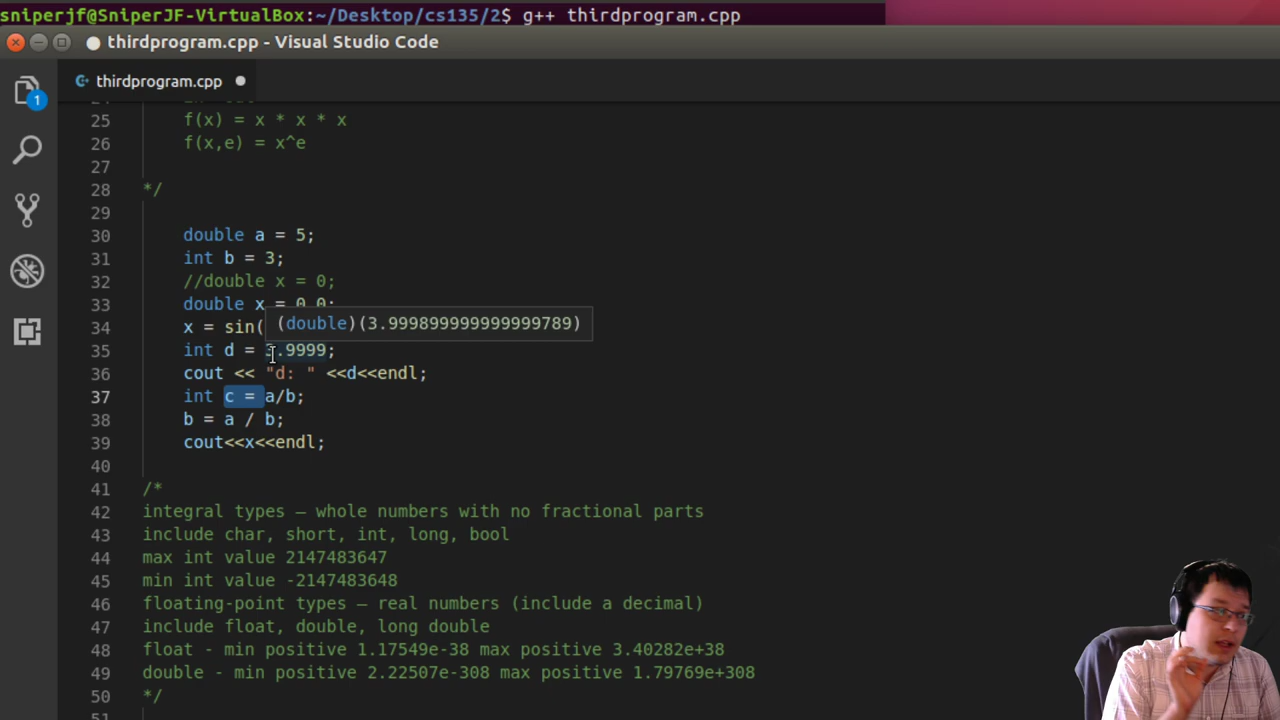 sniperjf@SniperJF-VirtualBox:~/Desktop/cs135/2$ g++ thirdprogram.cpp
thirdprogram.cpp - Visual Studio Code
thirdprogram.cpp
1
25 f(x) = x * x * x
26 f(x,e) = x^e
27
28 */
29
30 double a = 5;
31 int b = 3;
32 //double x = 0;
33 double x = 0.0;
(double)(3.999899999999999789)
34 x = sin(
35 int d = 3.9999;
36 cout << "d: " <<d<<endl;
37 int c = a/b;
38 b = a / b;
39 cout<<x<<endl;
40
41 /*
42 integral types – whole numbers with no fractional parts
43 include char, short, int, long, bool
44 max int value 2147483647
45 min int value -2147483648
46 floating-point types – real numbers (include a decimal)
47 include float, double, long double
48 float - min positive 1.17549e-38 max positive 3.40282e+38
49 double - min positive 2.22507e-308 max positive 1.79769e+308
50 */
51